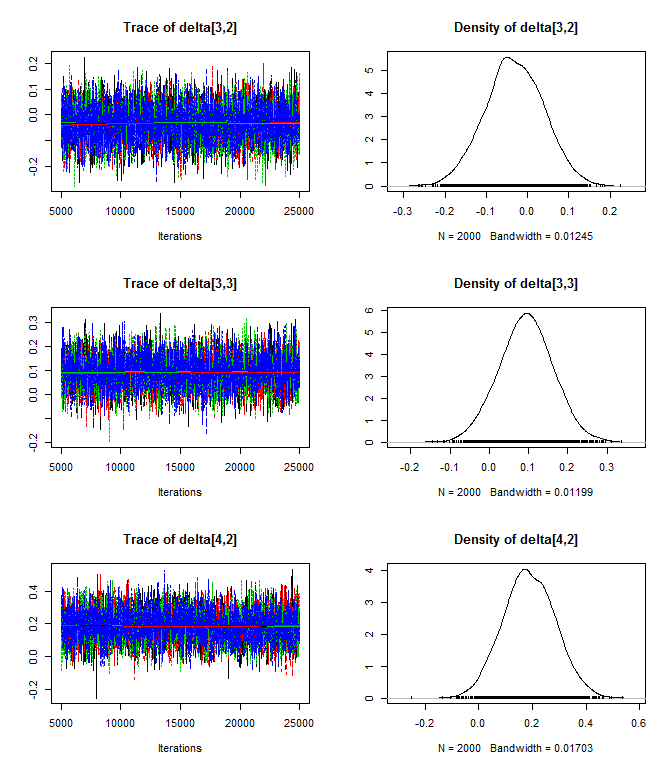 Trace of delta[3,2]
0.2
0.1
0.0
-0.2
5000 10000 15000 20000 25000
Iterations
Density of delta[3,2]
5
4
3
2
1
0
-0.3 -0.1 0.0 0.1 0.2
N = 2000 Bandwidth = 0.01245
Trace of delta[3,3]
0.3
0.2
0.1
0.0
-0.2
5000 10000 15000 20000 25000
Iterations
Density of delta[3,3]
6
5
4
3
2
1
0
-0.2 -0.1 0.0 0.1 0.2 0.3
N = 2000 Bandwidth = 0.01199
Trace of delta[4,2]
0.4
0.2
0.0
-0.2
5000 10000 15000 20000 25000
Iterations
Density of delta[4,2]
4
3
2
1
0
-0.2 0.0 0.2 0.4 0.6
N = 2000 Bandwidth = 0.01703